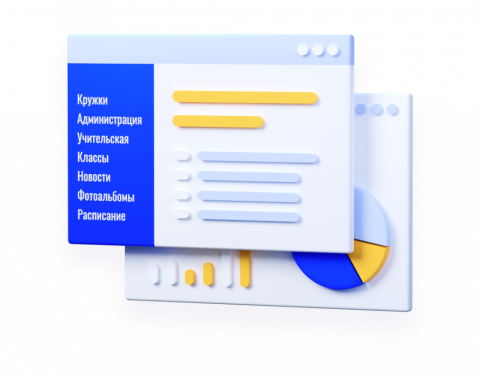 Кружки
Администрация
Учительская
Классы
Новости
Фотоальбомы
Расписание